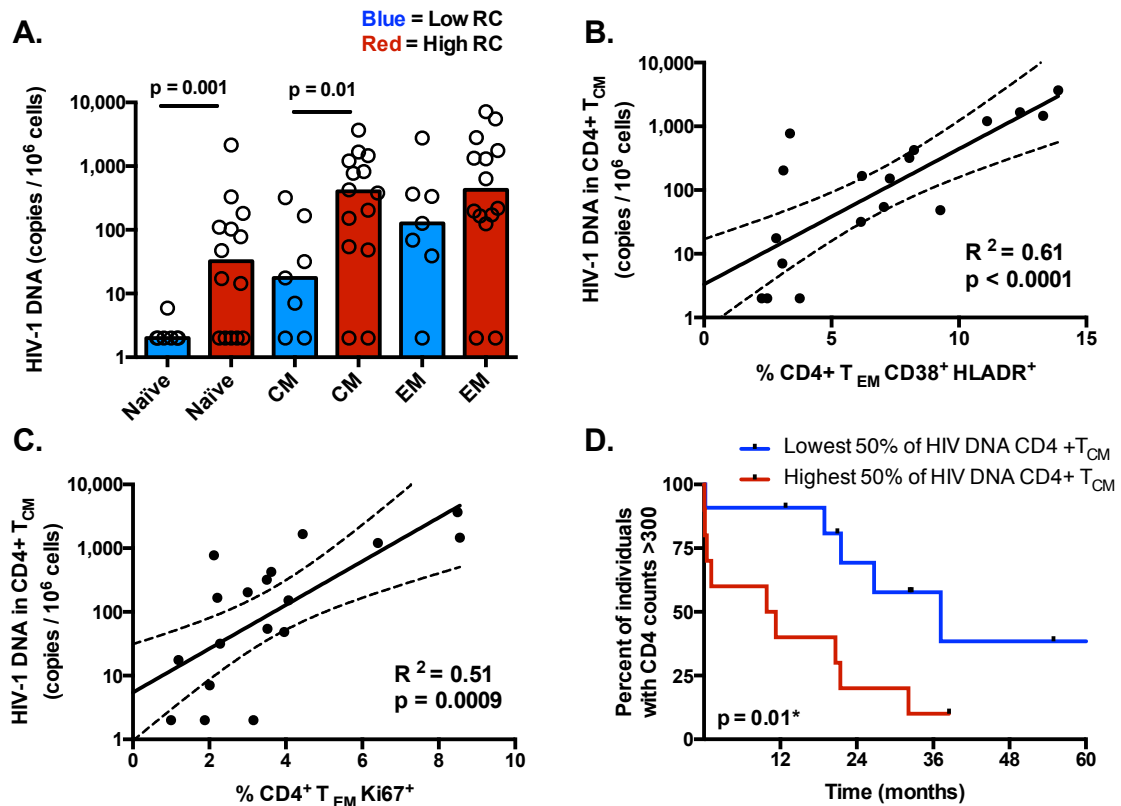 A.
Blue = Low RC
Red = High RC
p = 0.001
p = 0.01
HIV-1 DNA (copies / 10⁶ cells)
10,000
1,000
100
10
1
Naïve
Naïve
CM
CM
EM
EM
B.
HIV-1 DNA in CD4+ T_CM
(copies / 10⁶ cells)
10,000
1,000
100
10
1
R² = 0.61
p < 0.0001
0
5
10
15
% CD4+ T_EM CD38⁺ HLADR⁺
C.
HIV-1 DNA in CD4+ T_CM
(copies / 10⁶ cells)
10,000
1,000
100
10
1
R² = 0.51
p = 0.0009
0
2
4
6
8
10
% CD4⁺ T_EM Ki67⁺
D.
Lowest 50% of HIV DNA CD4 +T_CM
Highest 50% of HIV DNA CD4+ T_CM
Percent of individuals
with CD4 counts >300
100
75
50
25
0
p = 0.01*
24
36
48
60
Time (months)